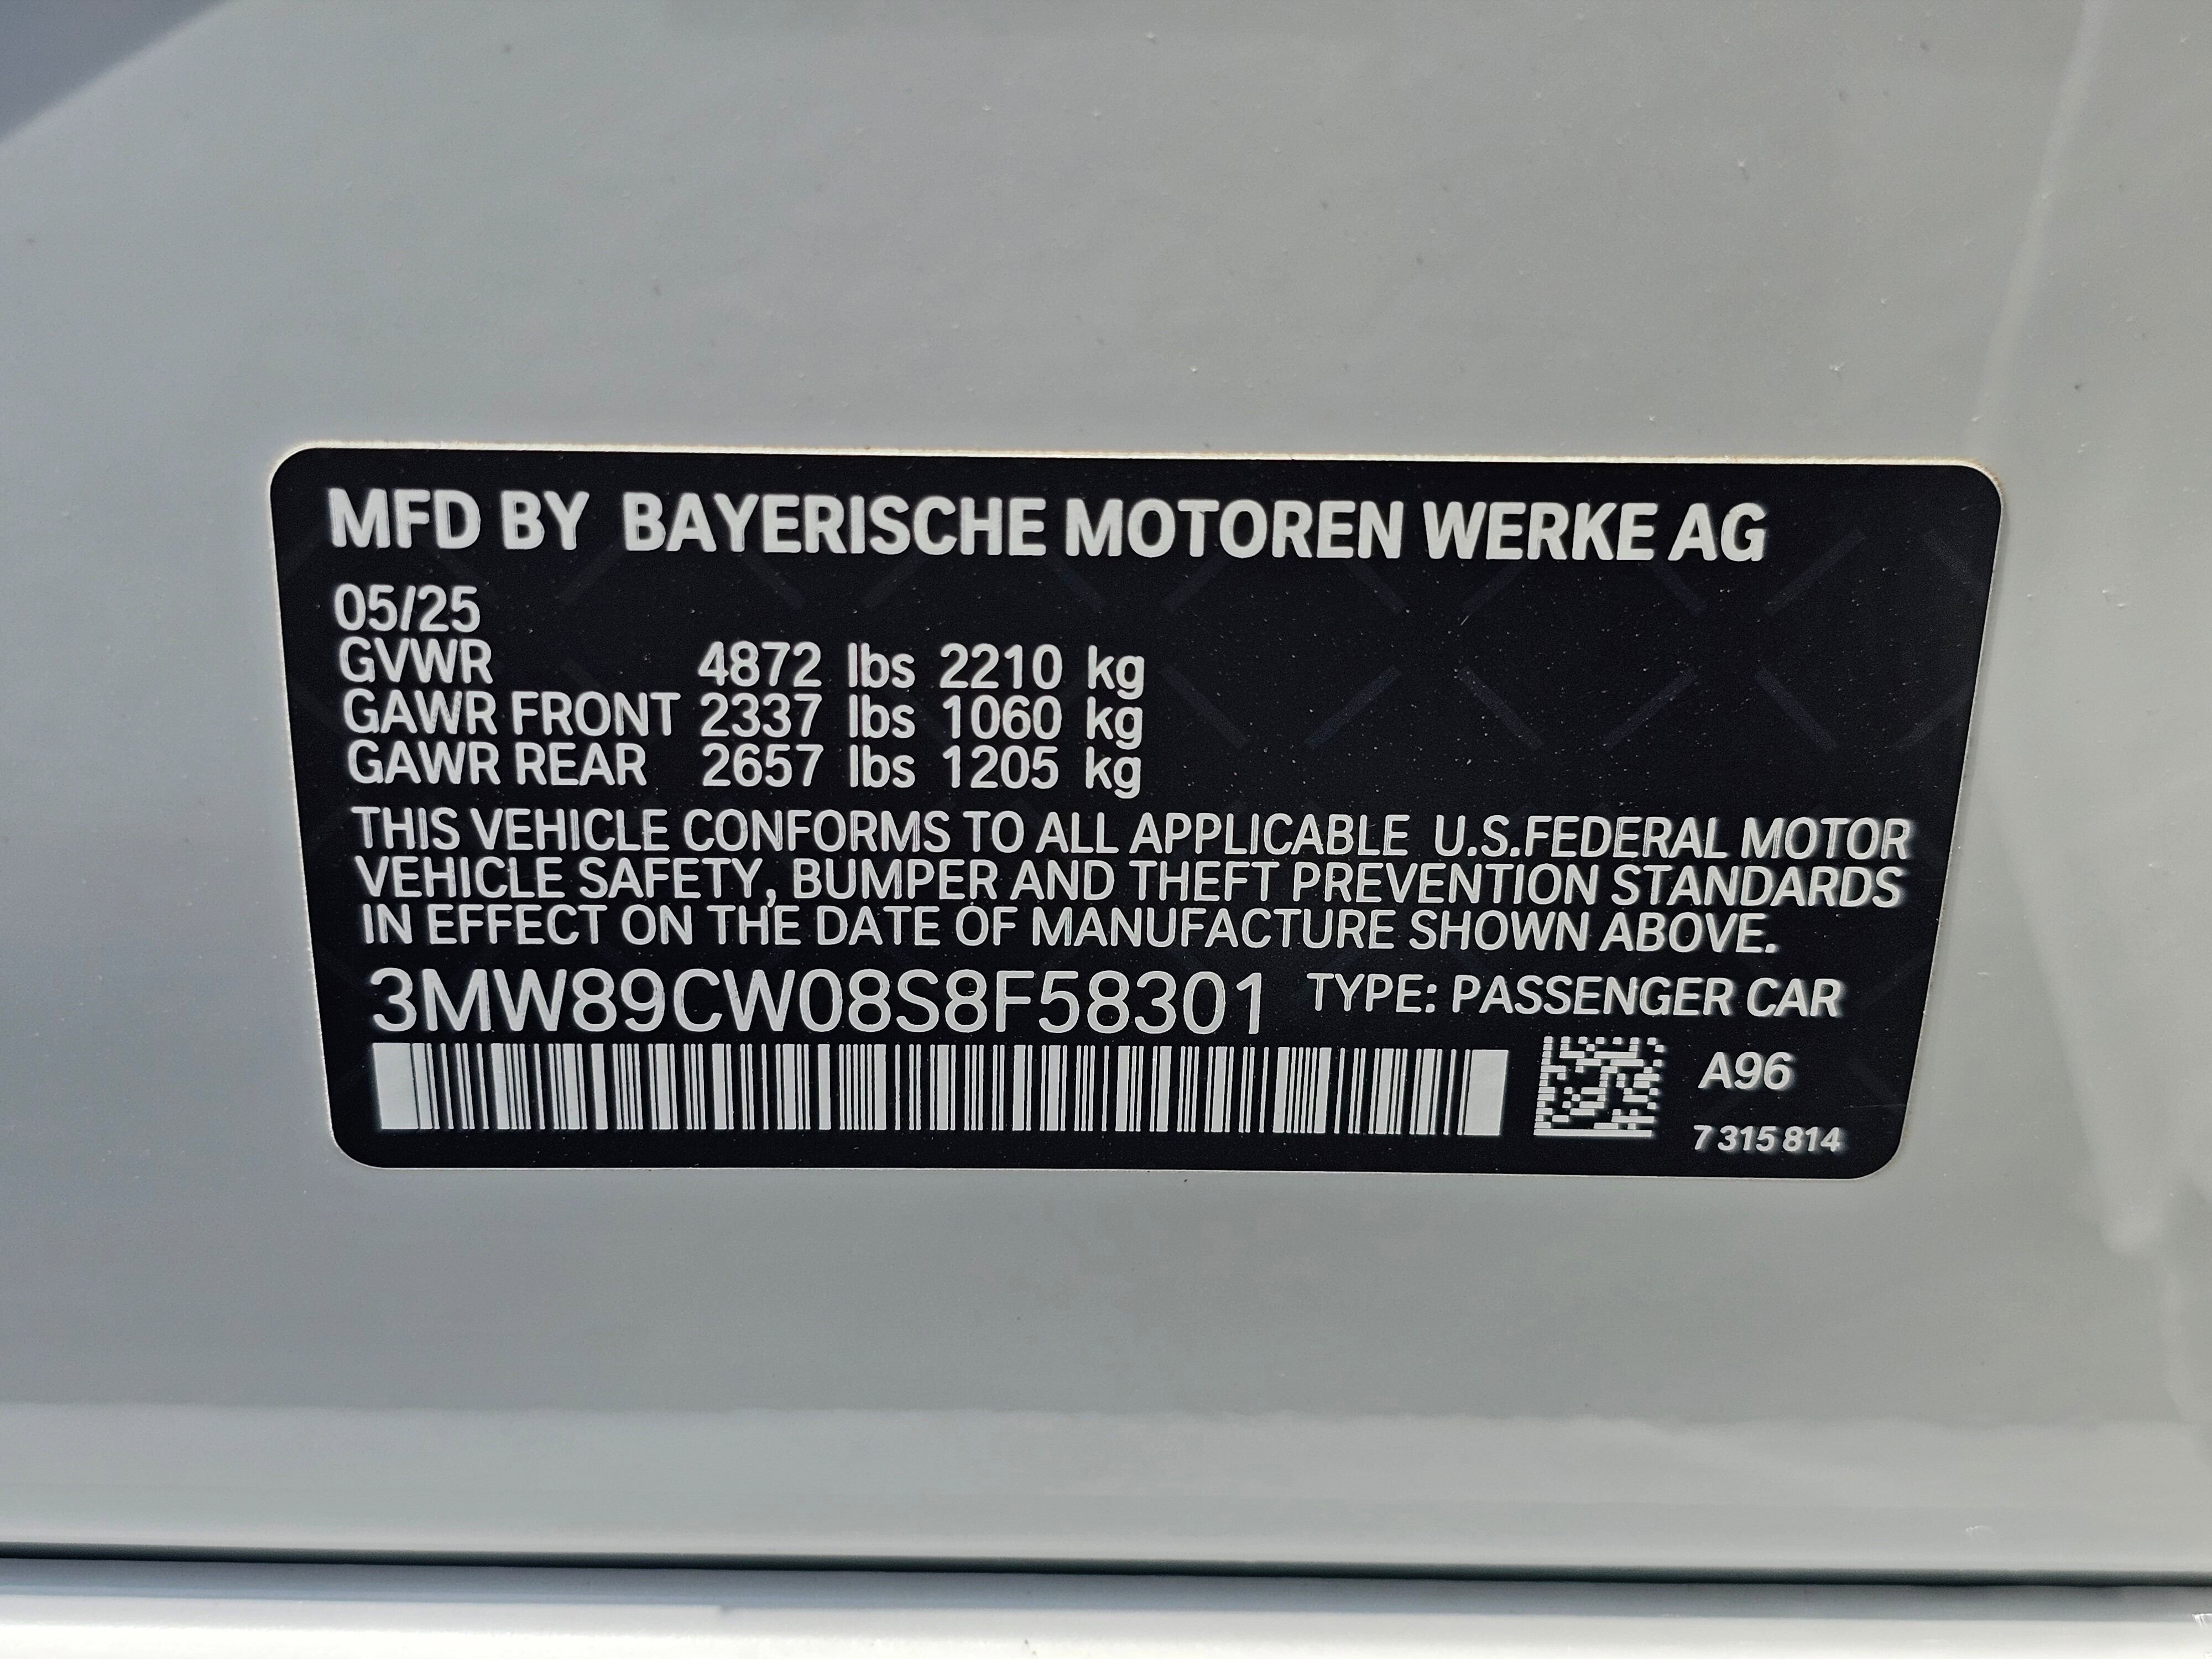 MFD BY BAYERISCHE MOTOREN WERKE AG
05/25
GVWR 4872 lbs 2210 kg
GAWR FRONT 2337 lbs 1060 kg
GAWR REAR 2657 lbs 1205 kg
THIS VEHICLE CONFORMS TO ALL APPLICABLE U.S.FEDERAL MOTOR
VEHICLE SAFETY, BUMPER AND THEFT PREVENTION STANDARDS
IN EFFECT ON THE DATE OF MANUFACTURE SHOWN ABOVE.
3MW89CW08S8F58301 TYPE: PASSENGER CAR
A96
7 315 814